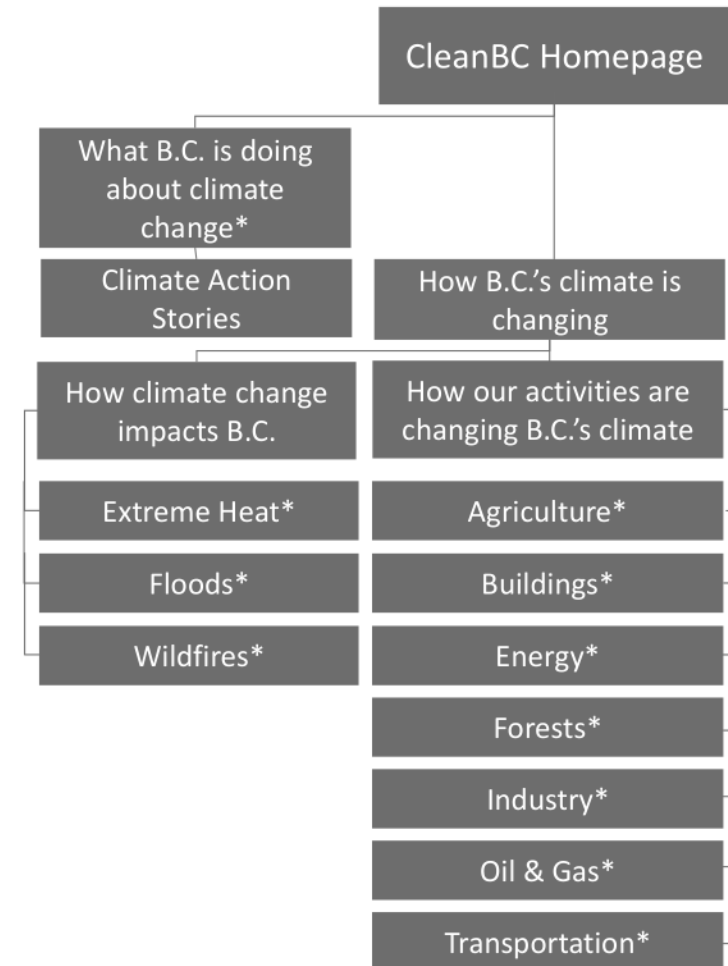 CleanBC Homepage
What B.C. is doing
about climate
change*
Climate Action
Stories
How B.C.’s climate is
changing
How climate change
impacts B.C.
How our activities are
changing B.C.’s climate
Extreme Heat*
Floods*
Wildfires*
Agriculture*
Buildings*
Energy*
Forests*
Industry*
Oil & Gas*
Transportation*